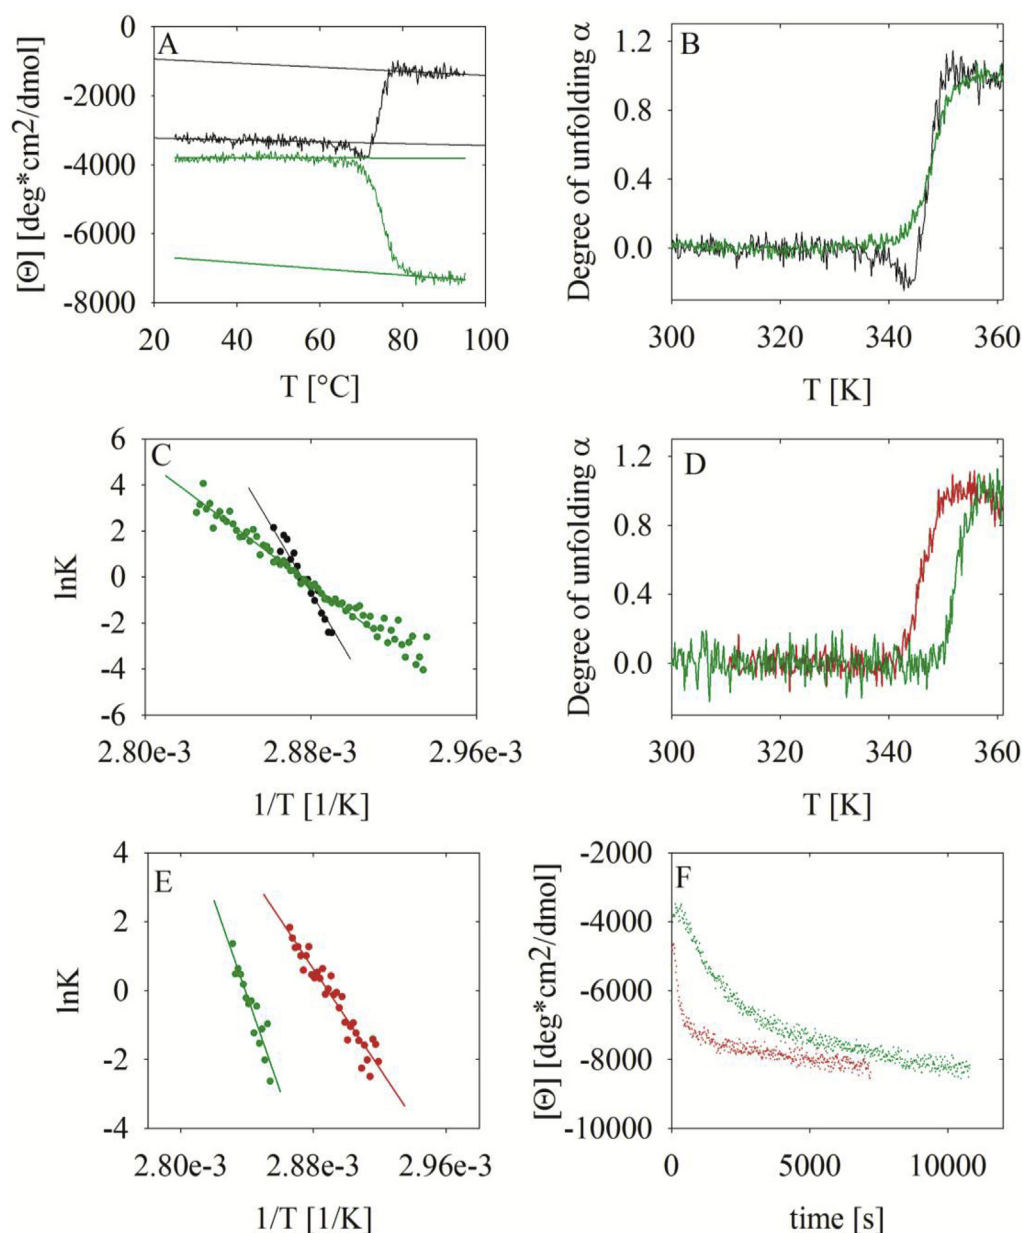 A
0
-2000
-4000
-6000
-8000
[Θ] [deg*cm2/dmol]
20 40 60 80 100
T [°C]
B
1.2
0.8
0.4
0.0
Degree of unfolding α
300 320 340 360
T [K]
C
6
4
2
0
-2
-4
-6
lnK
2.80e-3 2.88e-3 2.96e-3
1/T [1/K]
D
1.2
0.8
0.4
0.0
Degree of unfolding α
300 320 340 360
T [K]
E
4
2
0
-2
-4
lnK
2.80e-3 2.88e-3 2.96e-3
1/T [1/K]
F
-2000
-4000
-6000
-8000
-10000
[Θ] [deg*cm2/dmol]
0 5000 10000
time [s]